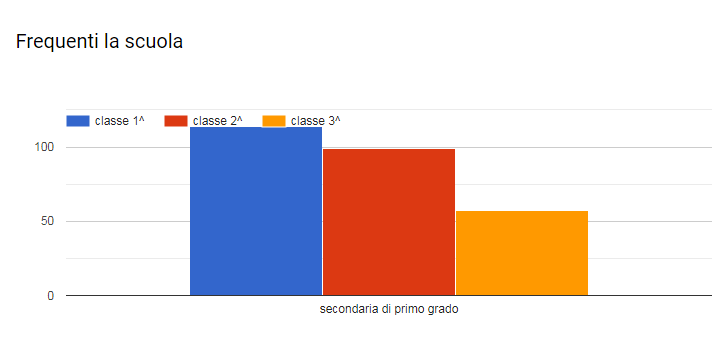 Frequenti la scuola
classe 1^ classe 2^ classe 3^
100
50
0
secondaria di primo grado